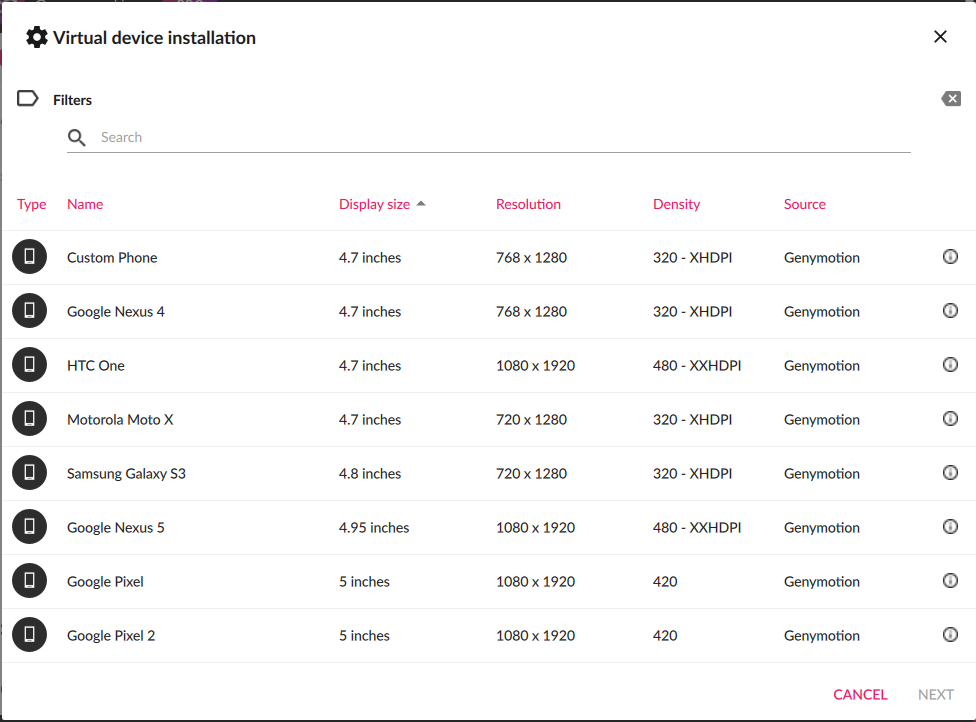 Virtual device installation
Filters
Search
Type Name Display size Resolution Density Source
Custom Phone 4.7 inches 768 x 1280 320 - XHDPI Genymotion
Google Nexus 4 4.7 inches 768 x 1280 320 - XHDPI Genymotion
HTC One 4.7 inches 1080 x 1920 480 - XXHDPI Genymotion
Motorola Moto X 4.7 inches 720 x 1280 320 - XHDPI Genymotion
Samsung Galaxy S3 4.8 inches 720 x 1280 320 - XHDPI Genymotion
Google Nexus 5 4.95 inches 1080 x 1920 480 - XXHDPI Genymotion
Google Pixel 5 inches 1080 x 1920 420 Genymotion
Google Pixel 2 5 inches 1080 x 1920 420 Genymotion
CANCEL NEXT